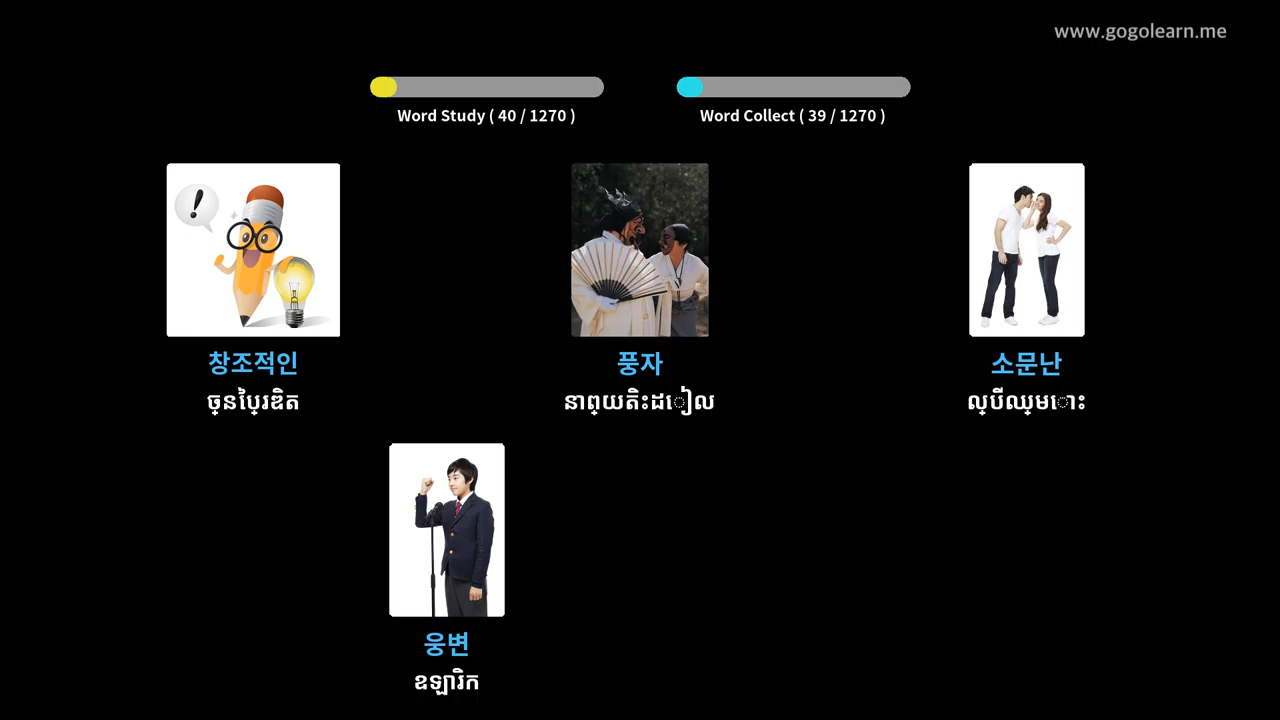 www.gogolearn.me
Word Study ( 40 / 1270 )
Word Collect ( 39 / 1270 )
창조적인
풍자
소문난
ច្នប្រៃឌិត
នាព្យតិះដៀល
ល្បីឈ្មោះ
웅변
ឧឡារិក